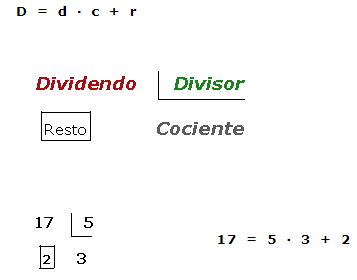 D = d · c + r
Dividendo Divisor
Resto Cociente
17 5
2 3
17 = 5 · 3 + 2